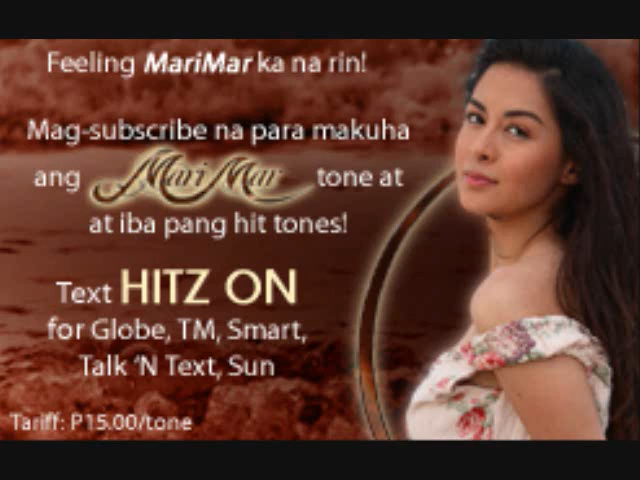 Feeling MariMar ka na rin!
Mag-subscribe na para makuha
ang MariMar tone at
at iba pang hit tones!
Text HITZ ON
for Globe, TM, Smart,
Talk 'N Text, Sun
Tariff: P15.00/tone